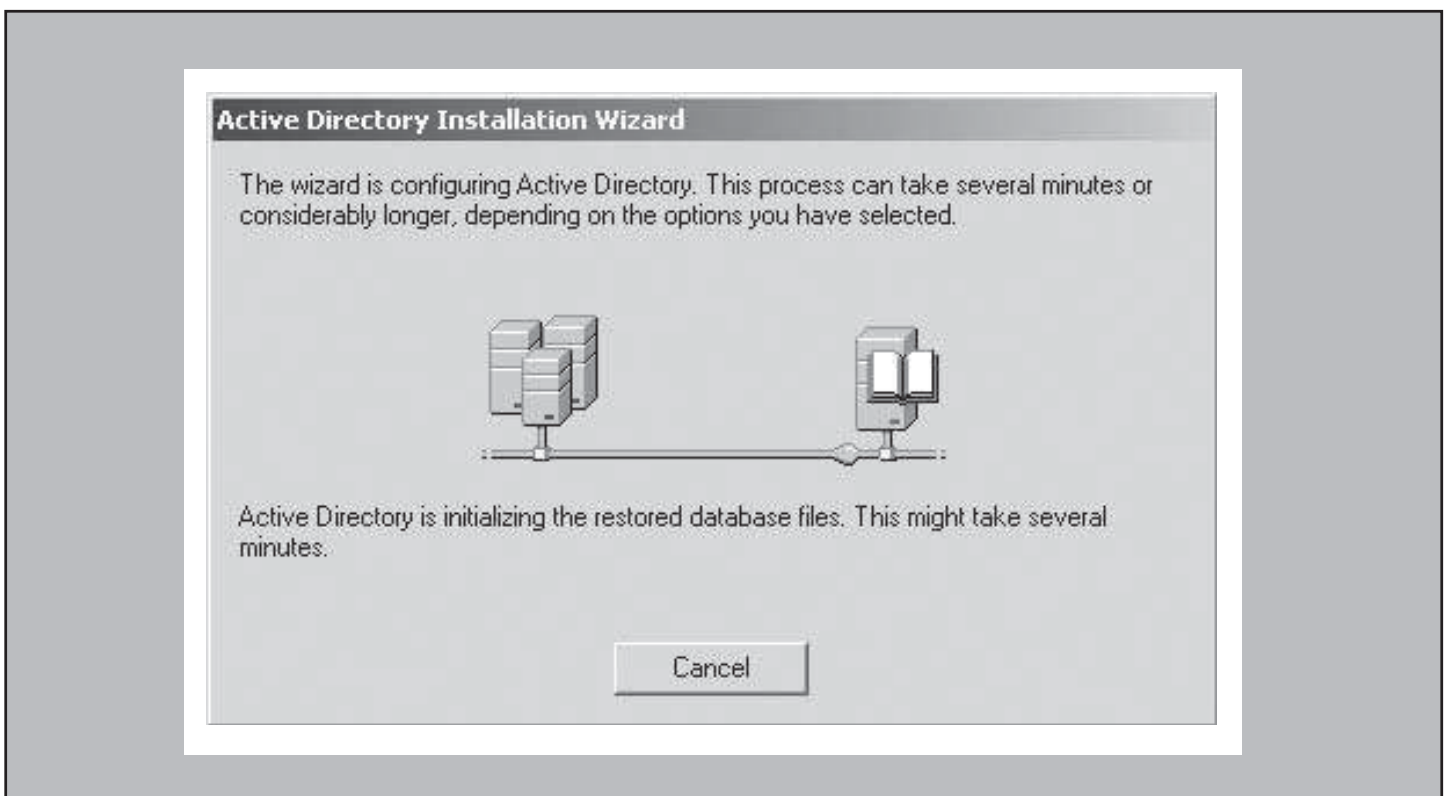 Active Directory Installation Wizard
The wizard is configuring Active Directory. This process can take several minutes or
considerably longer, depending on the options you have selected.
Active Directory is initializing the restored database files. This might take several
minutes.
Cancel